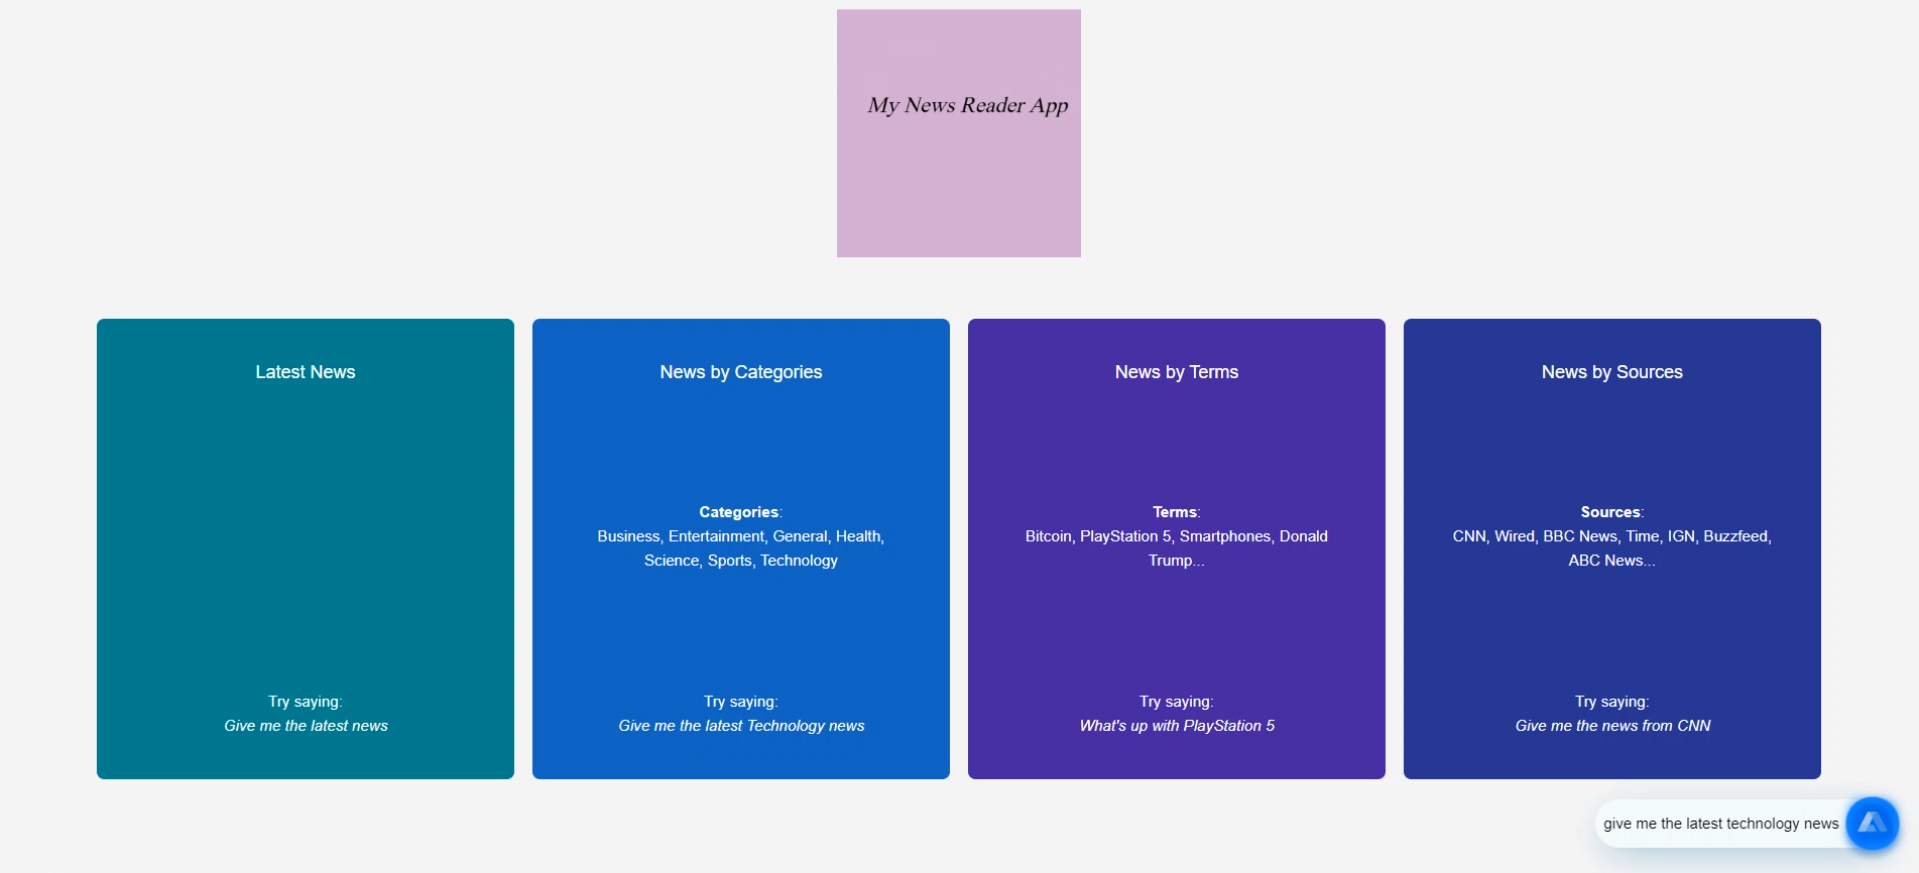 My News Reader App
Latest News
Try saying:
Give me the latest news
News by Categories
Categories:
Business, Entertainment, General, Health,
Science, Sports, Technology
Try saying:
Give me the latest Technology news
News by Terms
Terms:
Bitcoin, PlayStation 5, Smartphones, Donald
Trump...
Try saying:
What's up with PlayStation 5
News by Sources
Sources:
CNN, Wired, BBC News, Time, IGN, Buzzfeed,
ABC News...
Try saying:
Give me the news from CNN
give me the latest technology news